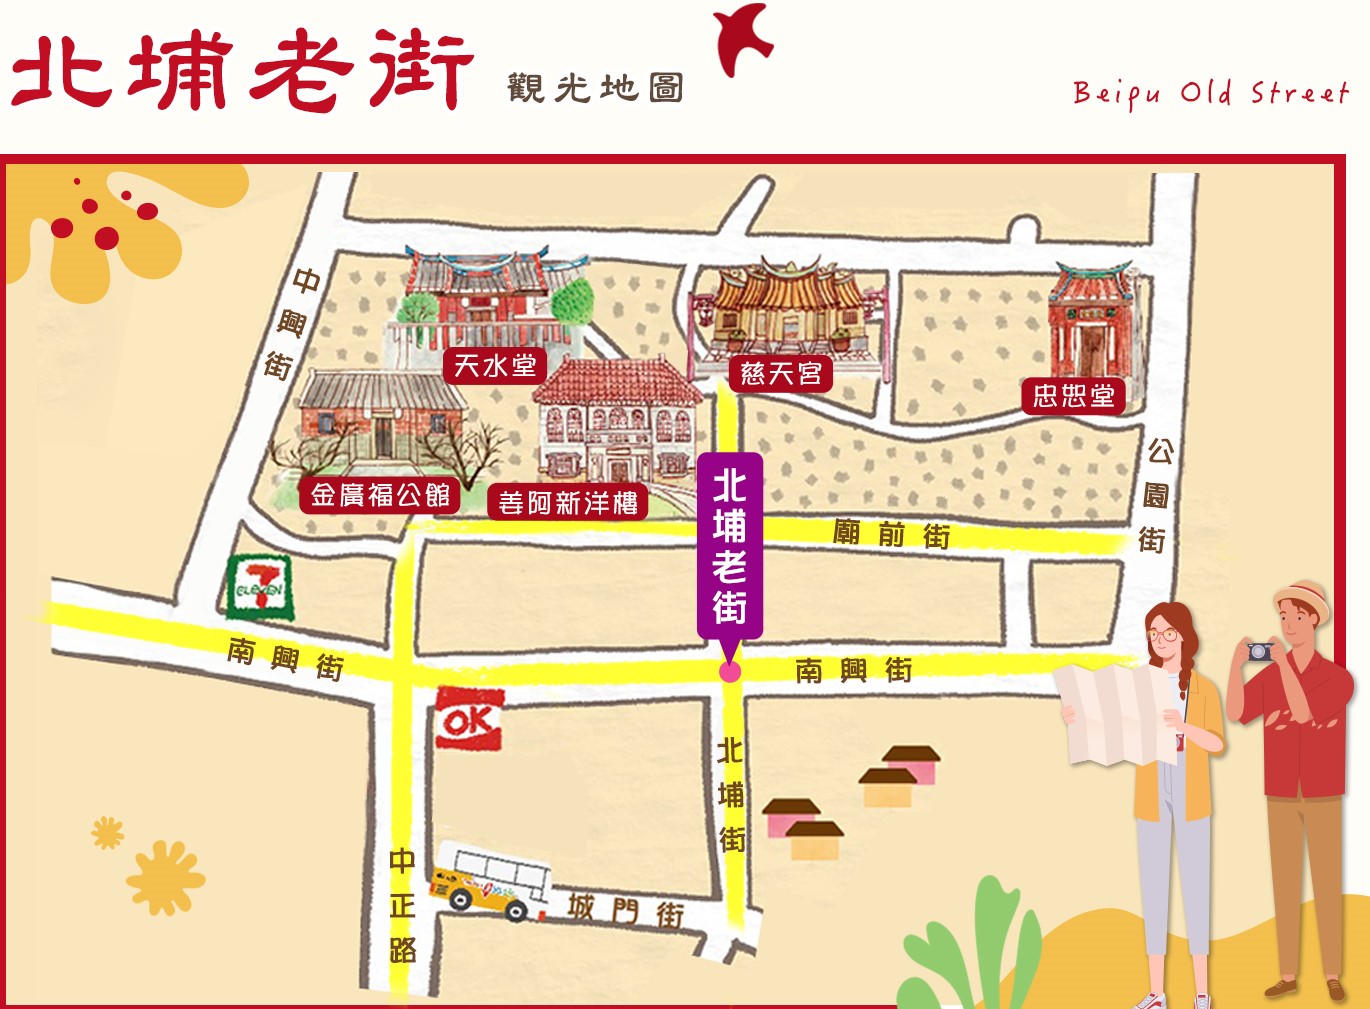 北埔老街 觀光地圖
Beipu Old Street
中興街
天水堂
慈天宮
忠恕堂
金廣福公館
姜阿新洋樓
北埔老街
公園街
廟前街
7
ELEVEN
南興街
南興街
OK
北埔街
中正路
城門街